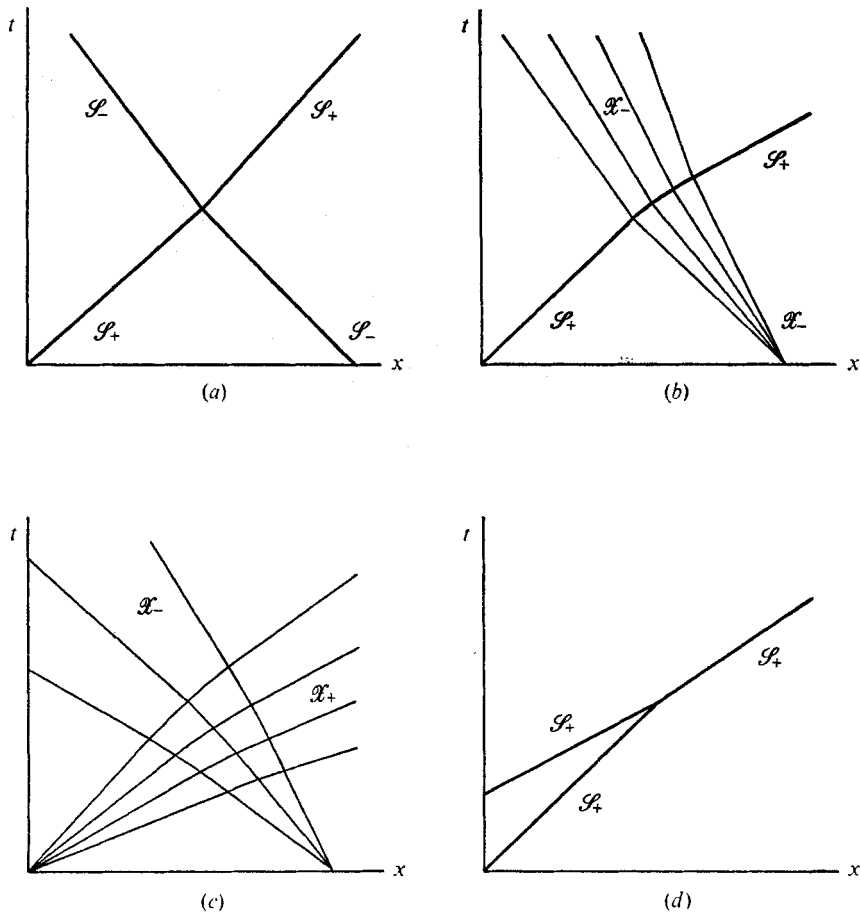 t
𝒮₋
𝒮₊
𝒮₊
𝒮₋
x
(a)
t
𝒳₋
𝒮₊
𝒮₊
𝒳₋
x
(b)
t
𝒳₋
𝒳₊
x
(c)
t
𝒮₊
𝒮₊
𝒮₊
x
(d)